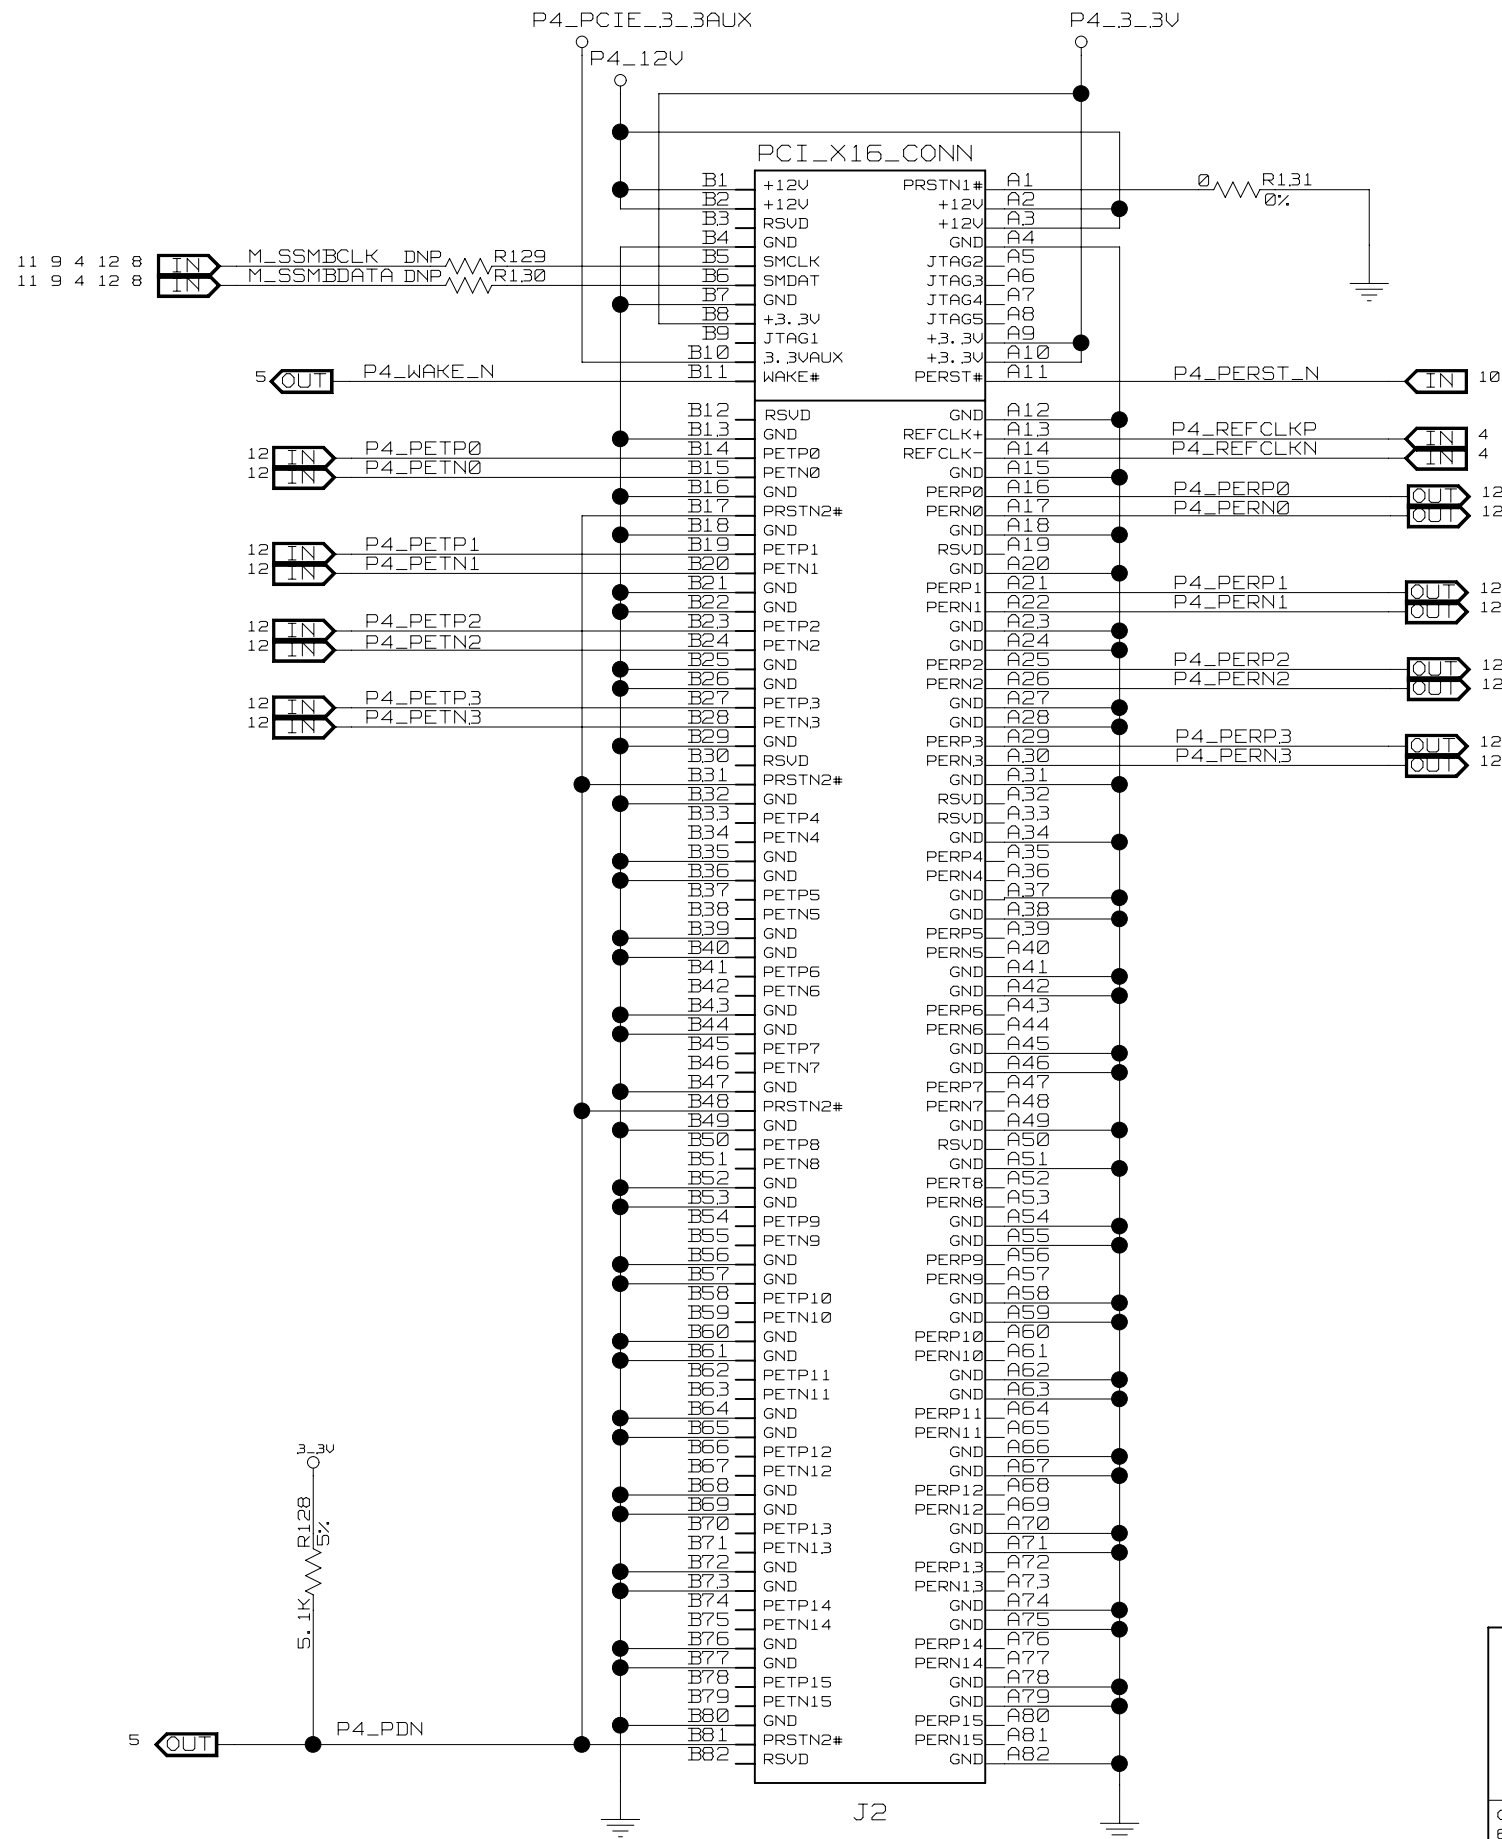 P4_PCIE_3_3AUX
P4_3_3V
P4_12V
PCI_X16_CONN
B1 +12V PRSTN1# A1 0 R131 0%
B2 +12V +12V A2
B3 RSVD +12V A3
B4 GND GND A4
11 9 4 12 8 IN M_SSMBCLK DNP R129 B5 SMCLK JTAG2 A5
11 9 4 12 8 IN M_SSMBDATA DNP R130 B6 SMDAT JTAG3 A6
B7 GND JTAG4 A7
B8 +3.3V JTAG5 A8
B9 JTAG1 +3.3V A9
B10 3.3VAUX +3.3V A10
5 OUT P4_WAKE_N B11 WAKE# PERST# A11 P4_PERST_N IN 10
B12 RSVD GND A12
B13 GND REFCLK+ A13 P4_REFCLKP IN 4
12 IN P4_PETP0 B14 PETP0 REFCLK- A14 P4_REFCLKN IN 4
12 IN P4_PETN0 B15 PETN0 GND A15
B16 GND PERP0 A16 P4_PERP0 OUT 12
B17 PRSTN2# PERN0 A17 P4_PERN0 OUT 12
B18 GND GND A18
12 IN P4_PETP1 B19 PETP1 RSVD A19
12 IN P4_PETN1 B20 PETN1 GND A20
B21 GND PERP1 A21 P4_PERP1 OUT 12
B22 GND PERN1 A22 P4_PERN1 OUT 12
12 IN P4_PETP2 B23 PETP2 GND A23
12 IN P4_PETN2 B24 PETN2 GND A24
B25 GND PERP2 A25 P4_PERP2 OUT 12
B26 GND PERN2 A26 P4_PERN2 OUT 12
12 IN P4_PETP3 B27 PETP3 GND A27
12 IN P4_PETN3 B28 PETN3 GND A28
B29 GND PERP3 A29 P4_PERP3 OUT 12
B30 RSVD PERN3 A30 P4_PERN3 OUT 12
B31 PRSTN2# GND A31
B32 GND RSVD A32
B33 PETP4 RSVD A33
B34 PETN4 GND A34
B35 GND PERP4 A35
B36 GND PERN4 A36
B37 PETP5 GND A37
B38 PETN5 GND A38
B39 GND PERP5 A39
B40 GND PERN5 A40
B41 PETP6 GND A41
B42 PETN6 GND A42
B43 GND PERP6 A43
B44 GND PERN6 A44
B45 PETP7 GND A45
B46 PETN7 GND A46
B47 GND PERP7 A47
B48 PRSTN2# PERN7 A48
B49 GND GND A49
B50 PETP8 RSVD A50
B51 PETN8 GND A51
B52 GND PERT8 A52
B53 GND PERN8 A53
B54 PETP9 GND A54
B55 PETN9 GND A55
B56 GND PERP9 A56
B57 GND PERN9 A57
B58 PETP10 GND A58
B59 PETN10 GND A59
B60 GND PERP10 A60
B61 GND PERN10 A61
B62 PETP11 GND A62
B63 PETN11 GND A63
B64 GND PERP11 A64
B65 GND PERN11 A65
B66 PETP12 GND A66
B67 PETN12 GND A67
B68 GND PERP12 A68
B69 GND PERN12 A69
B70 PETP13 GND A70
B71 PETN13 GND A71
B72 GND PERP13 A72
B73 GND PERN13 A73
B74 PETP14 GND A74
B75 PETN14 GND A75
B76 GND PERP14 A76
B77 GND PERN14 A77
B78 PETP15 GND A78
B79 PETN15 GND A79
B80 GND PERP15 A80
B81 PRSTN2# PERN15 A81
B82 RSVD GND A82
3_3V
5.1K R128
5%
5 OUT P4_PDN
J2